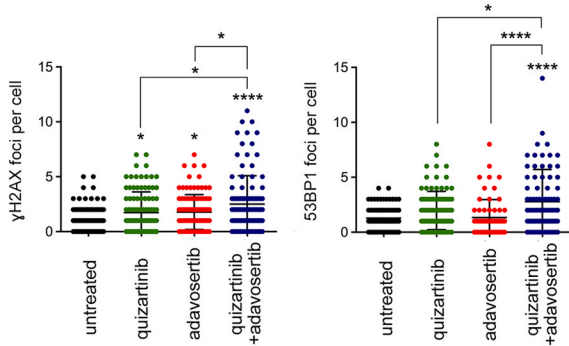 *
*
*
****
*
*
15
10
5
0
ɣH2AX foci per cell
untreated
quizartinib
adavosertib
quizartinib
+adavosertib
*
****
****
15
10
5
0
53BP1 foci per cell
untreated
quizartinib
adavosertib
quizartinib
+adavosertib